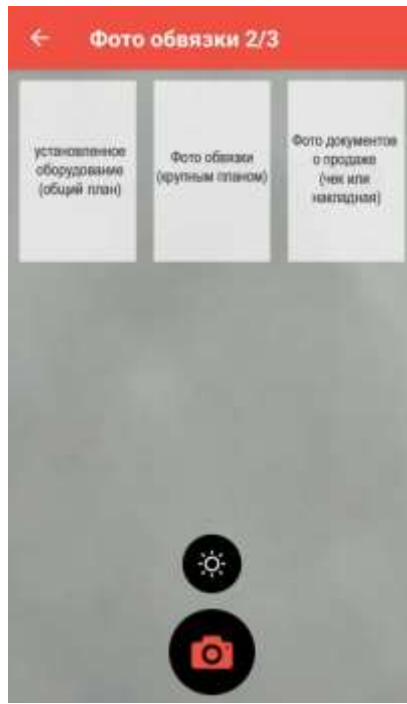 Фото обвязки 2/3
установленное
оборудование
(общий план)
Фото обвязки
(крупным планом)
Фото документов
о продаже
(чек или
накладная)